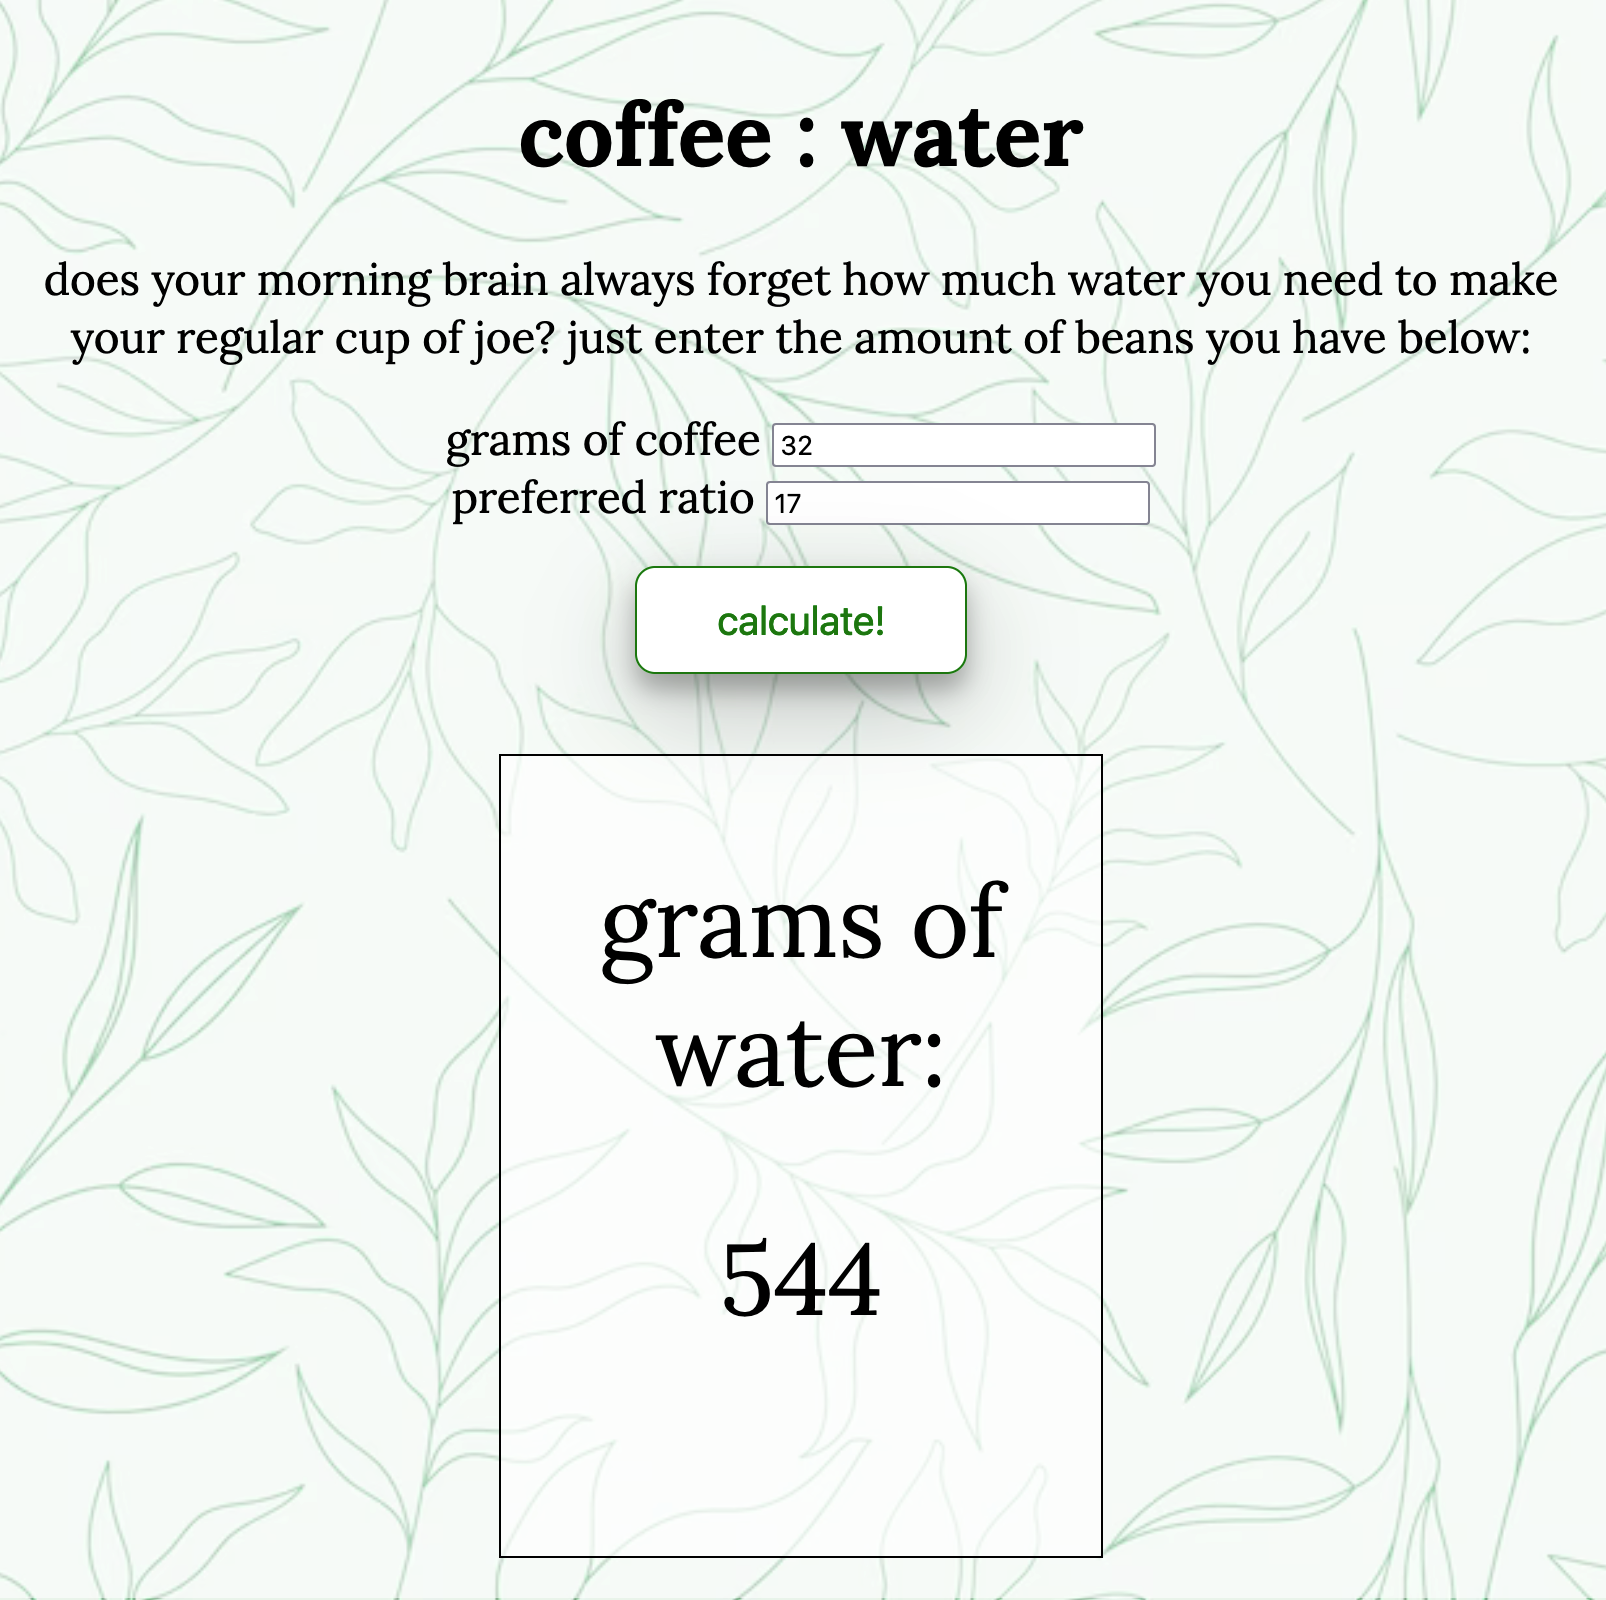 coffee : water
does your morning brain always forget how much water you need to make
your regular cup of joe? just enter the amount of beans you have below:
grams of coffee 32
preferred ratio 17
calculate!
grams of
water:
544